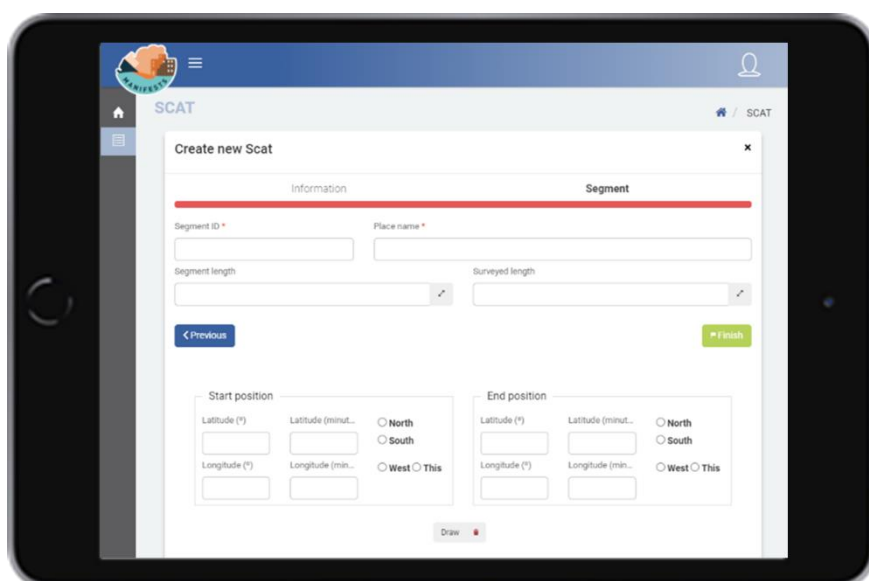 MANIFESTS
SCAT
/ SCAT
Create new Scat
×
Information Segment
Segment ID * Place name *
Segment length Surveyed length
Previous Finish
Start position End position
Latitude (º) Latitude (minut... North Latitude (º) Latitude (minut... North
South South
Longitude (º) Longitude (min... West This Longitude (º) Longitude (min... West This
Draw